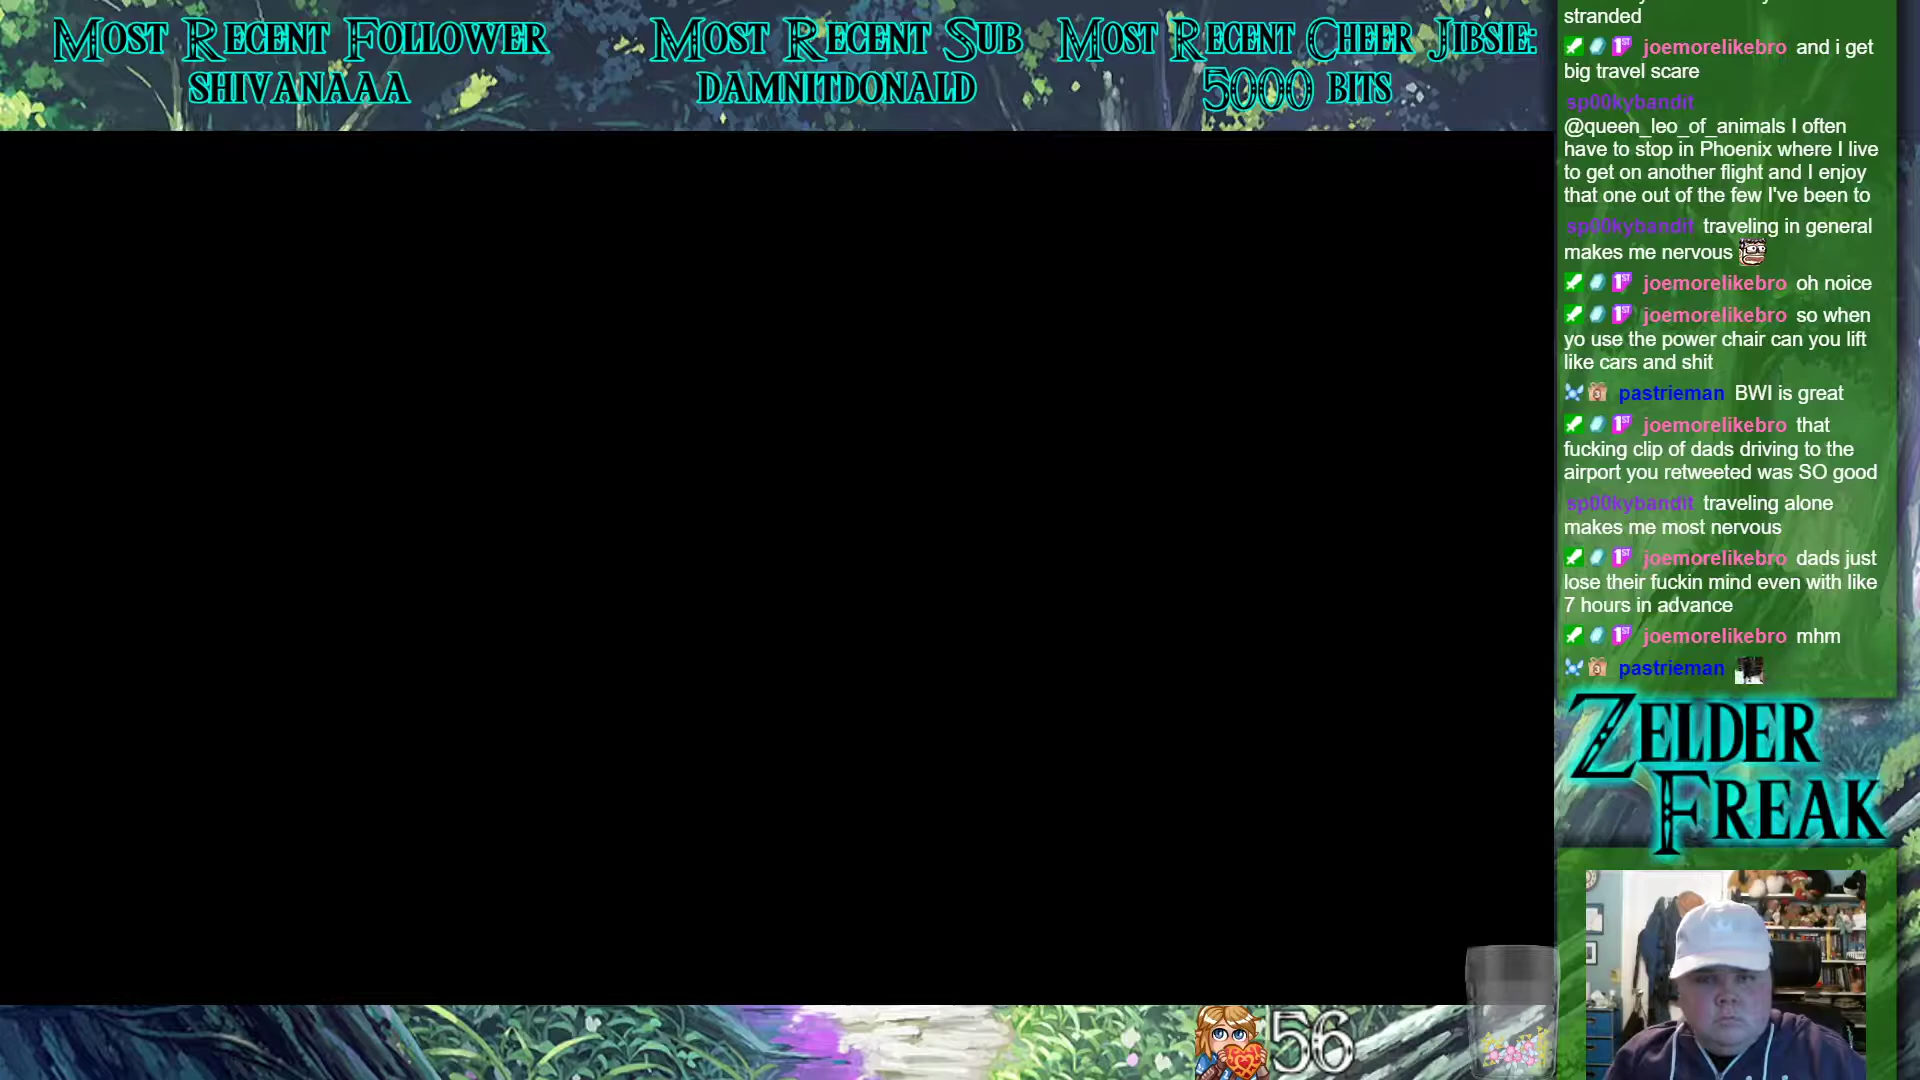 Most Recent Follower
shivanaaa
Most Recent Sub
damnitdonald
Most Recent Cheer Jibsie:
5000 bits
stranded
joemorelikebro and i get
big travel scare
sp00kybandit
@queen_leo_of_animals I often
have to stop in Phoenix where I live
to get on another flight and I enjoy
that one out of the few I've been to
sp00kybandit traveling in general
makes me nervous
joemorelikebro oh noice
joemorelikebro so when
yo use the power chair can you lift
like cars and shit
pastrieman BWI is great
joemorelikebro that
fucking clip of dads driving to the
airport you retweeted was SO good
sp00kybandit traveling alone
makes me most nervous
joemorelikebro dads just
lose their fuckin mind even with like
7 hours in advance
joemorelikebro mhm
pastrieman
Zelder
Freak
56